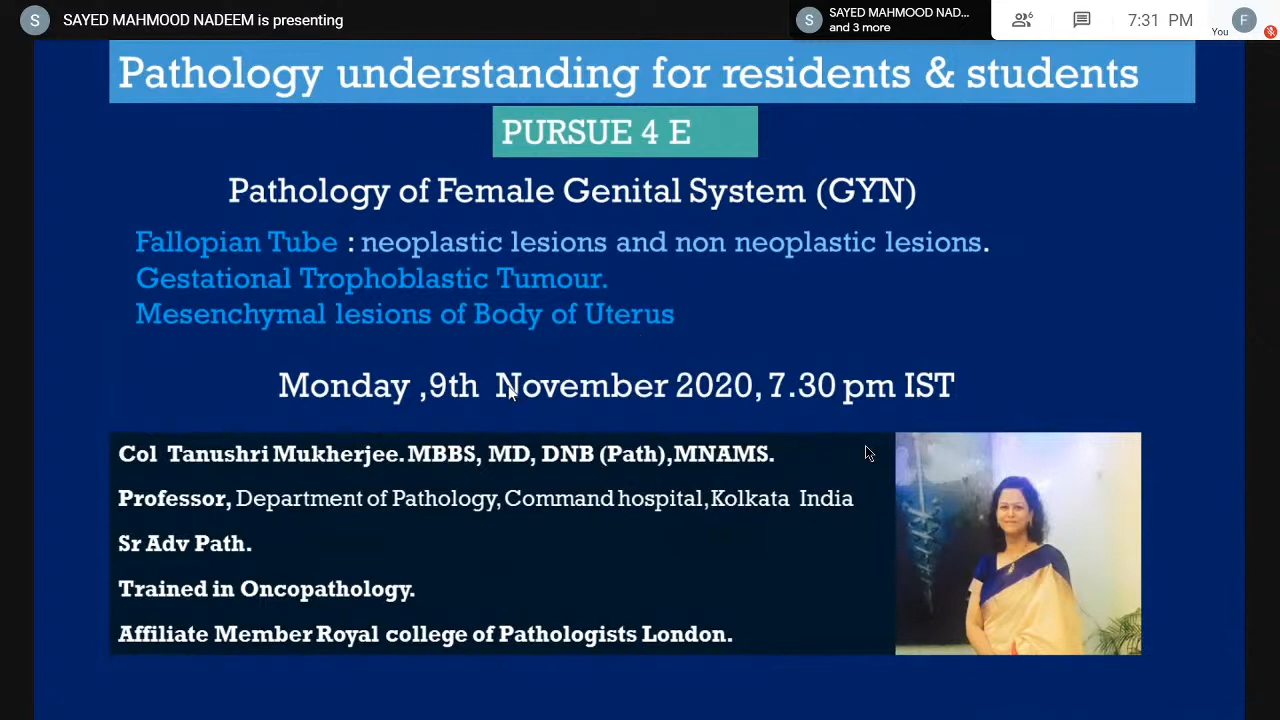 S SAYED MAHMOOD NADEEM is presenting
S SAYED MAHMOOD NAD...
and 3 more
6
7:31 PM
You
F
Pathology understanding for residents & students
PURSUE 4 E
Pathology of Female Genital System (GYN)
Fallopian Tube : neoplastic lesions and non neoplastic lesions.
Gestational Trophoblastic Tumour.
Mesenchymal lesions of Body of Uterus
Monday ,9th November 2020, 7.30 pm IST
Col Tanushri Mukherjee. MBBS, MD, DNB (Path),MNAMS.
Professor, Department of Pathology, Command hospital,Kolkata India
Sr Adv Path.
Trained in Oncopathology.
Affiliate Member Royal college of Pathologists London.